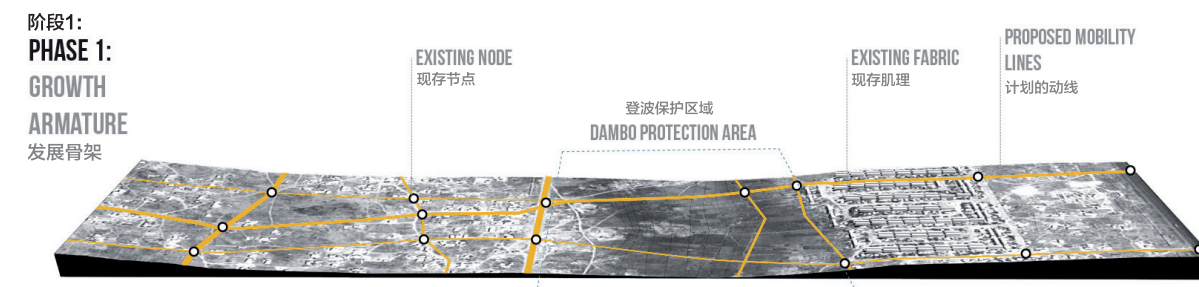 阶段1:
PHASE 1:
GROWTH
ARMATURE
发展骨架
EXISTING NODE
现存节点
登波保护区域
DAMBO PROTECTION AREA
EXISTING FABRIC
现存肌理
PROPOSED MOBILITY
LINES
计划的动线